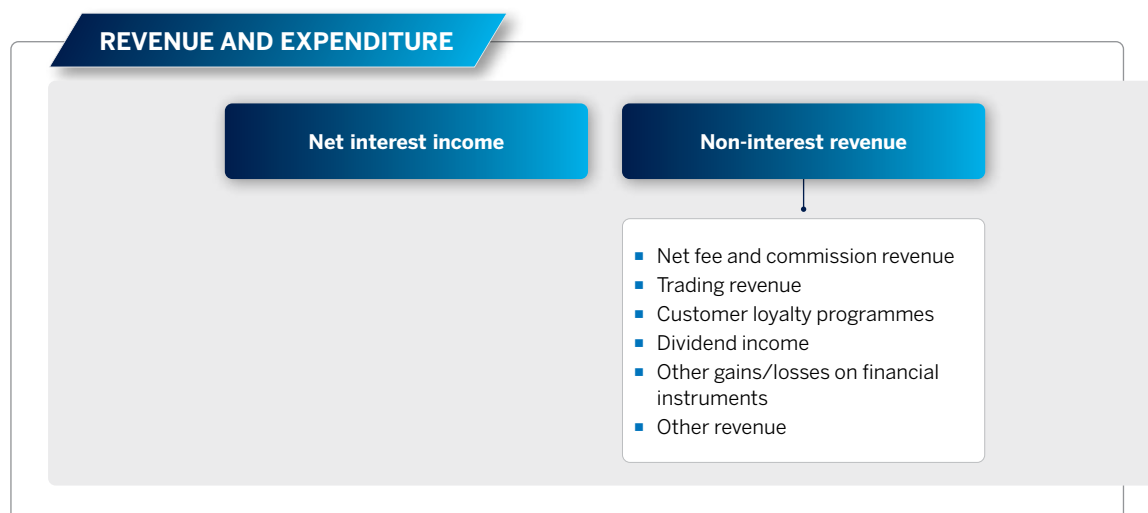 REVENUE AND EXPENDITURE
Net interest income
Non-interest revenue
Net fee and commission revenue
Trading revenue
Customer loyalty programmes
Dividend income
Other gains/losses on financial
instruments
Other revenue